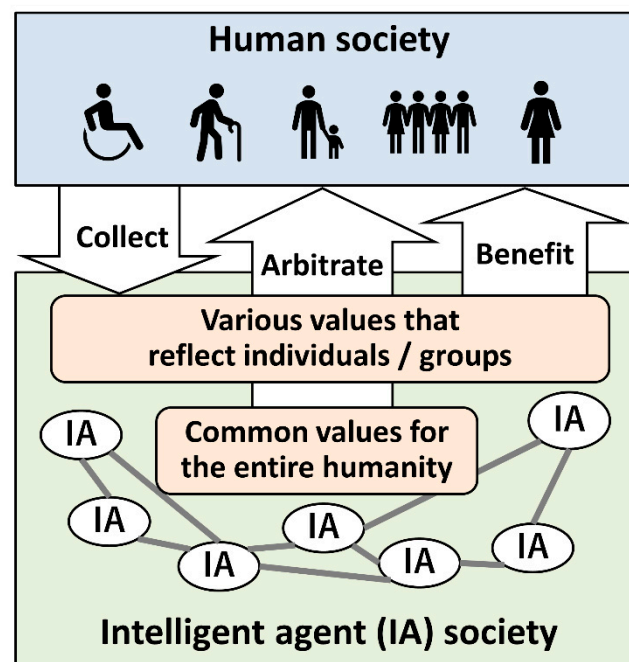 Human society
Collect
Arbitrate
Benefit
Various values that
reflect individuals / groups
Common values for
the entire humanity
IA
IA
IA
IA
IA
IA
IA
Intelligent agent (IA) society